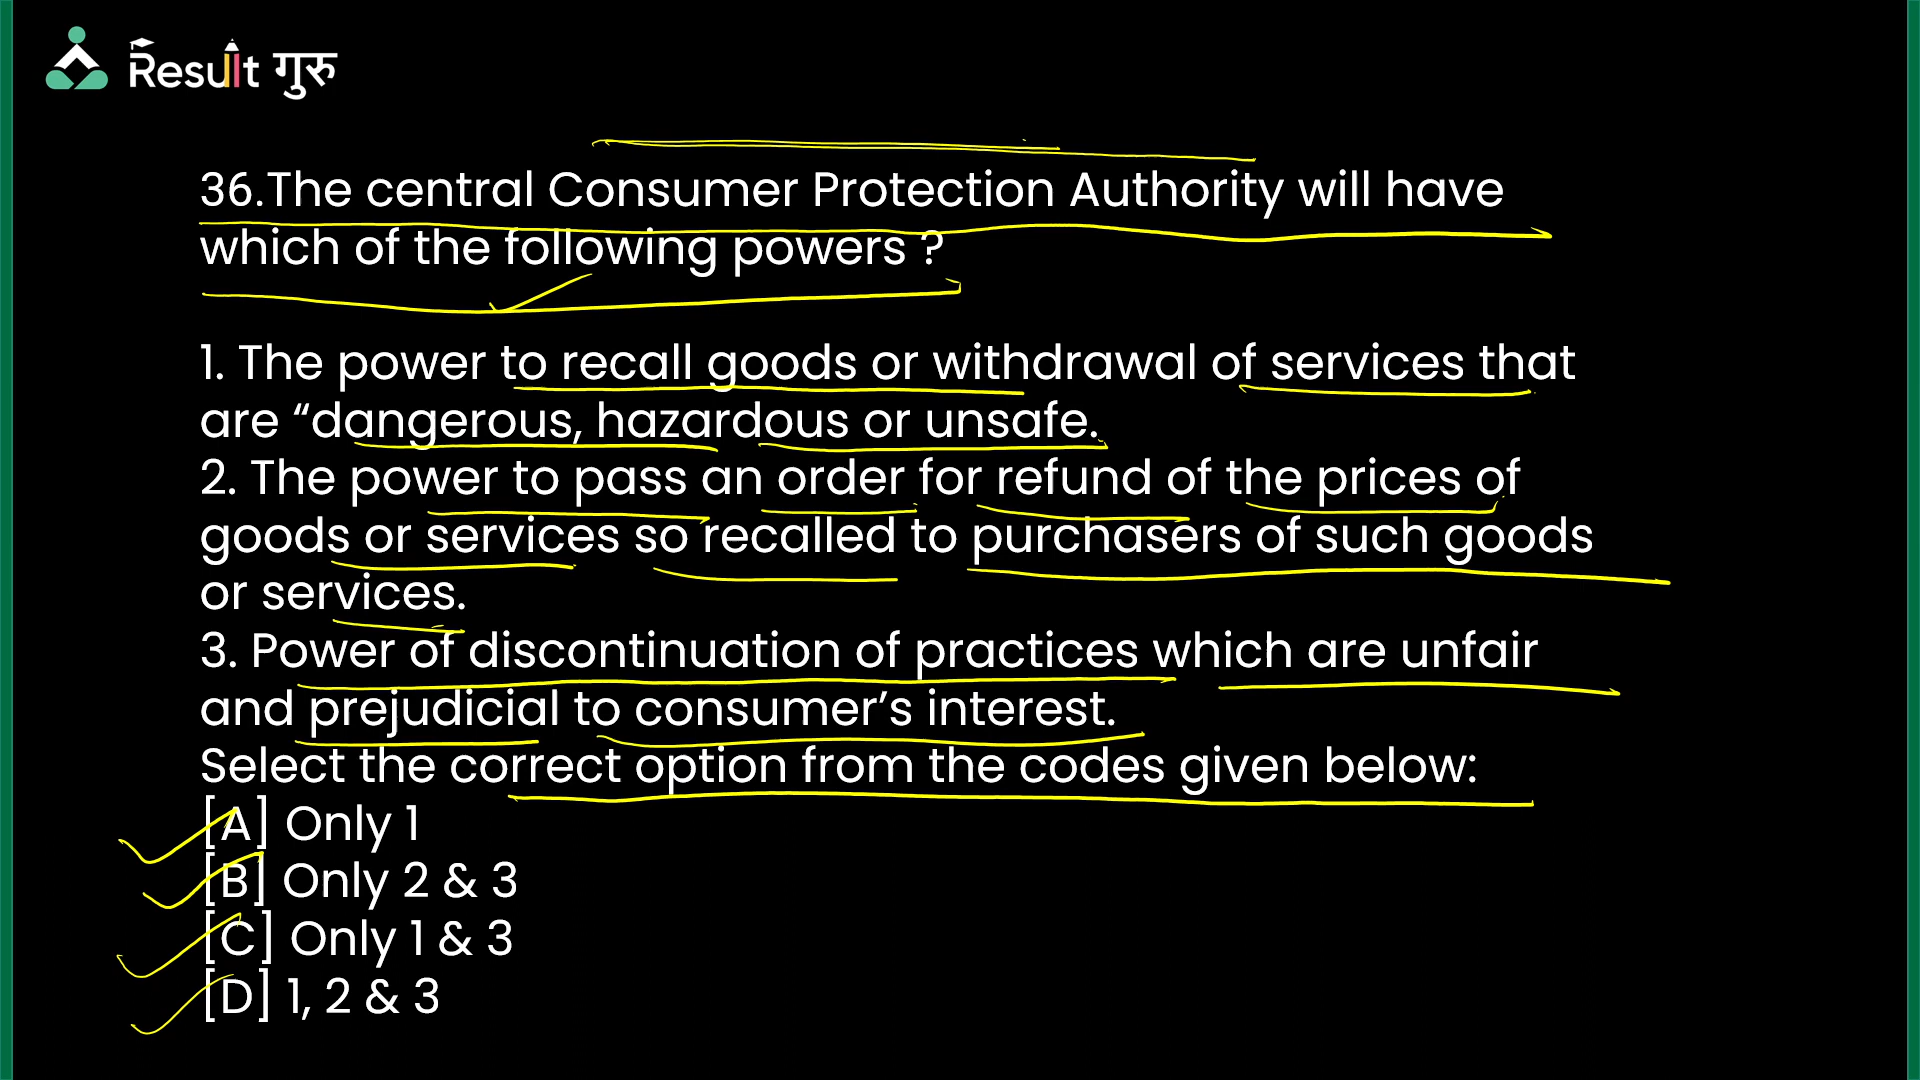 Result गुरु
36.The central Consumer Protection Authority will have
which of the following powers ?
1. The power to recall goods or withdrawal of services that
are “dangerous, hazardous or unsafe.
2. The power to pass an order for refund of the prices of
goods or services so recalled to purchasers of such goods
or services.
3. Power of discontinuation of practices which are unfair
and prejudicial to consumer’s interest.
Select the correct option from the codes given below:
[A] Only 1
[B] Only 2 & 3
[C] Only 1 & 3
[D] 1, 2 & 3